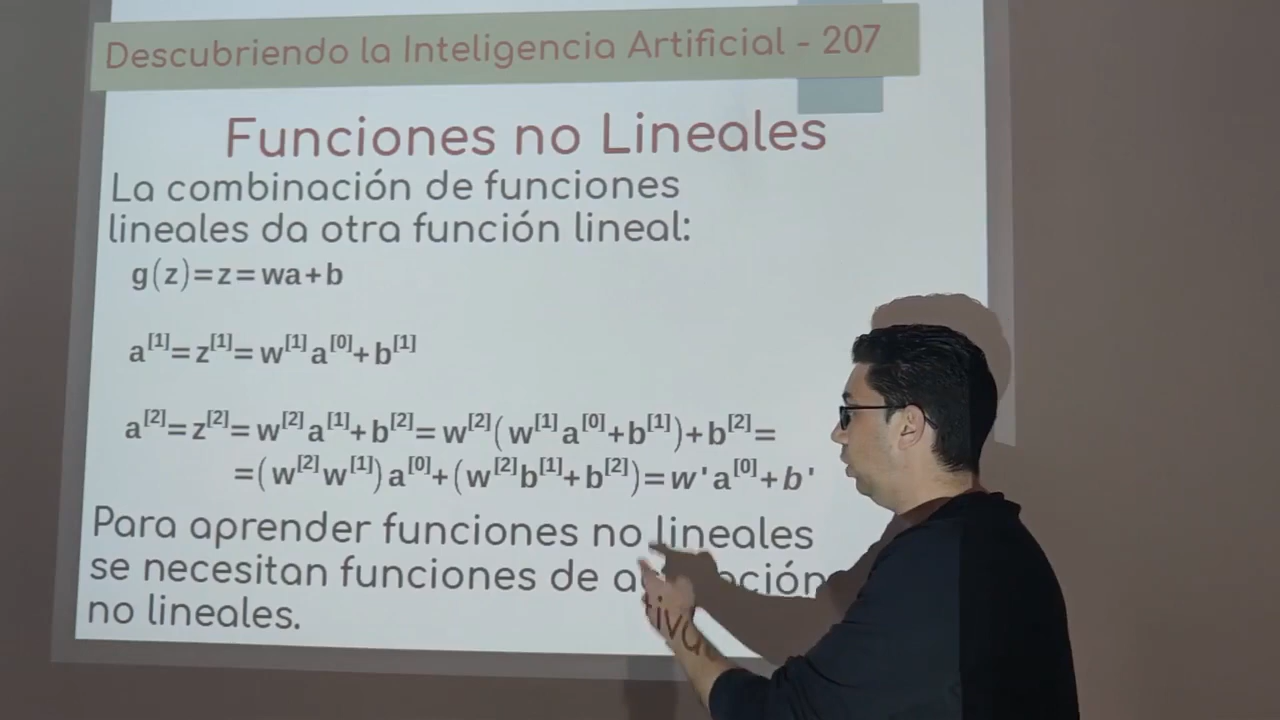 Descubriendo la Inteligencia Artificial - 207
Funciones no Lineales
La combinación de funciones
lineales da otra función lineal:
g(z)=z=wa+b
a^[1]=z^[1]=w^[1]a^[0]+b^[1]
a^[2]=z^[2]=w^[2]a^[1]+b^[2]=w^[2](w^[1]a^[0]+b^[1])+b^[2]=
=(w^[2]w^[1])a^[0]+(w^[2]b^[1]+b^[2])=w'a^[0]+b'
Para aprender funciones no lineales
se necesitan funciones de activación
no lineales.